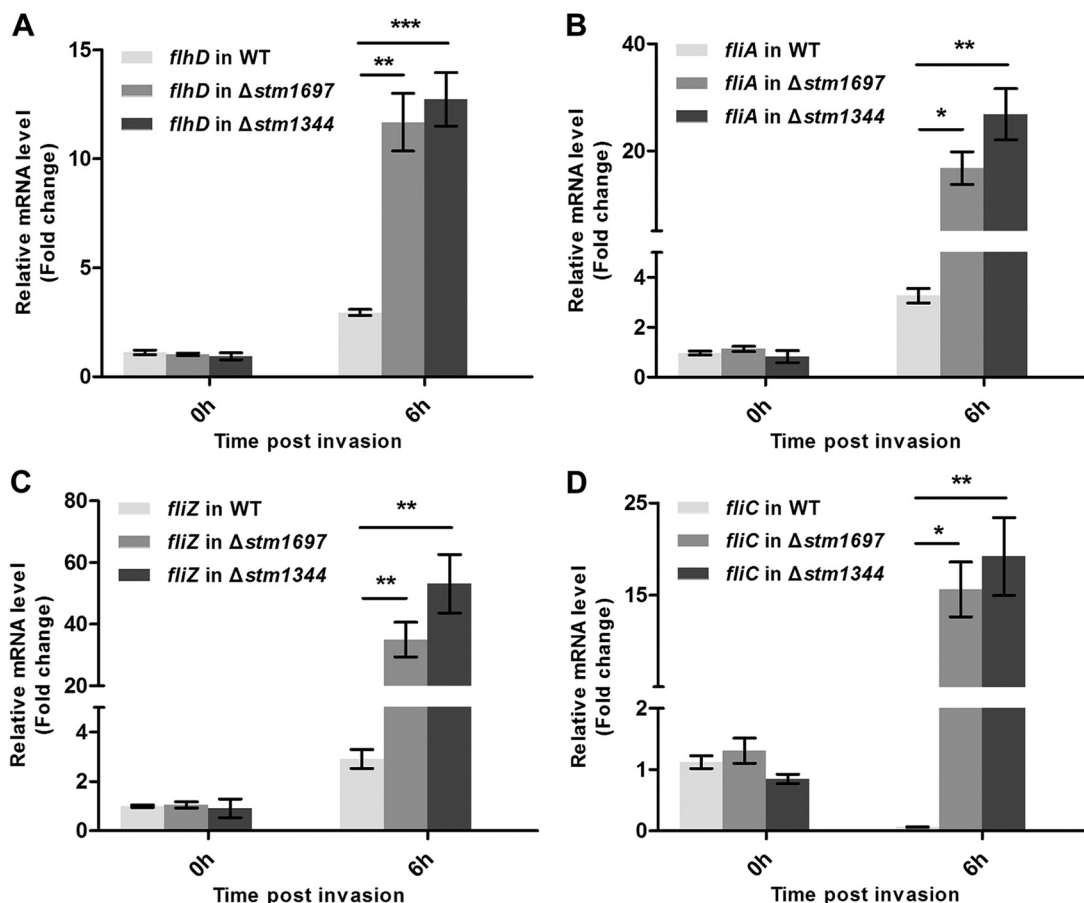 A
Relative mRNA level
(Fold change)
15
10
5
0
flhD in WT
flhD in Δstm1697
flhD in Δstm1344
***
**
0h
6h
Time post invasion
B
Relative mRNA level
(Fold change)
40
20
4
2
0
fliA in WT
fliA in Δstm1697
fliA in Δstm1344
**
*
0h
6h
Time post invasion
C
Relative mRNA level
(Fold change)
80
60
40
20
4
2
0
fliZ in WT
fliZ in Δstm1697
fliZ in Δstm1344
**
**
0h
6h
Time post invasion
D
Relative mRNA level
(Fold change)
25
15
2
1
0
fliC in WT
fliC in Δstm1697
fliC in Δstm1344
**
*
0h
6h
Time post invasion